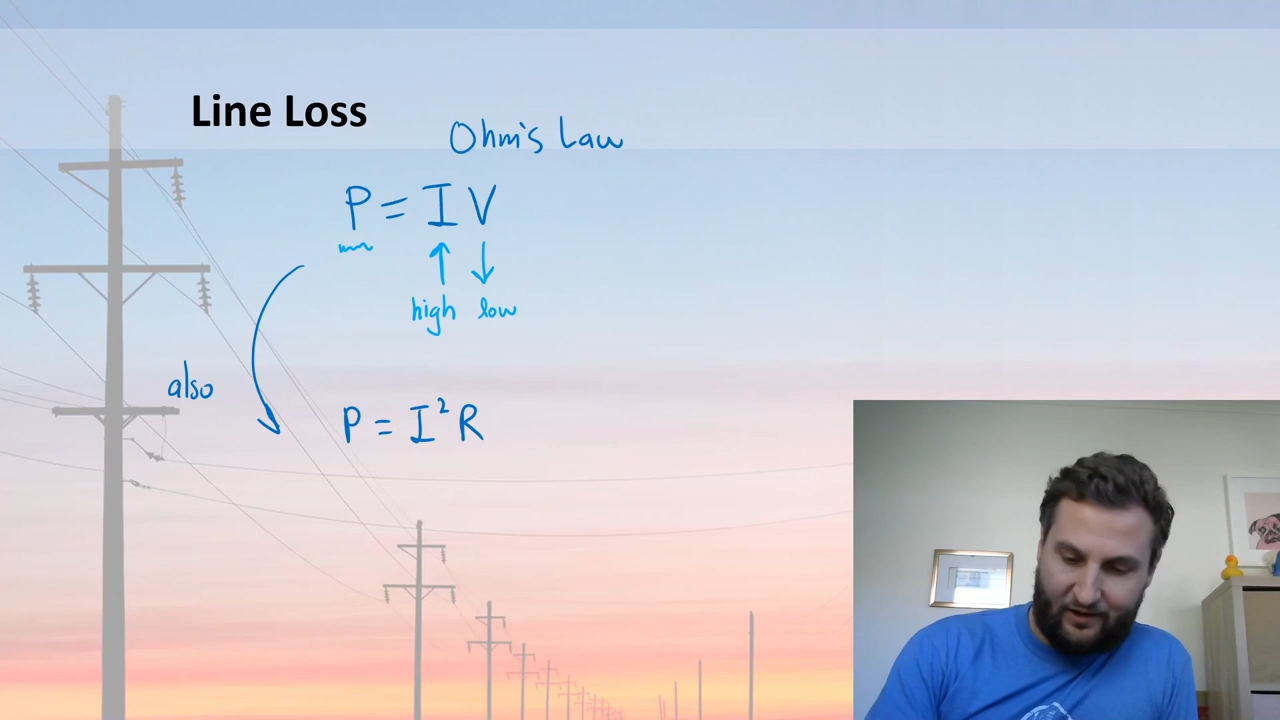 Line Loss
Ohm's Law
P = I V
high low
also
P = I²R